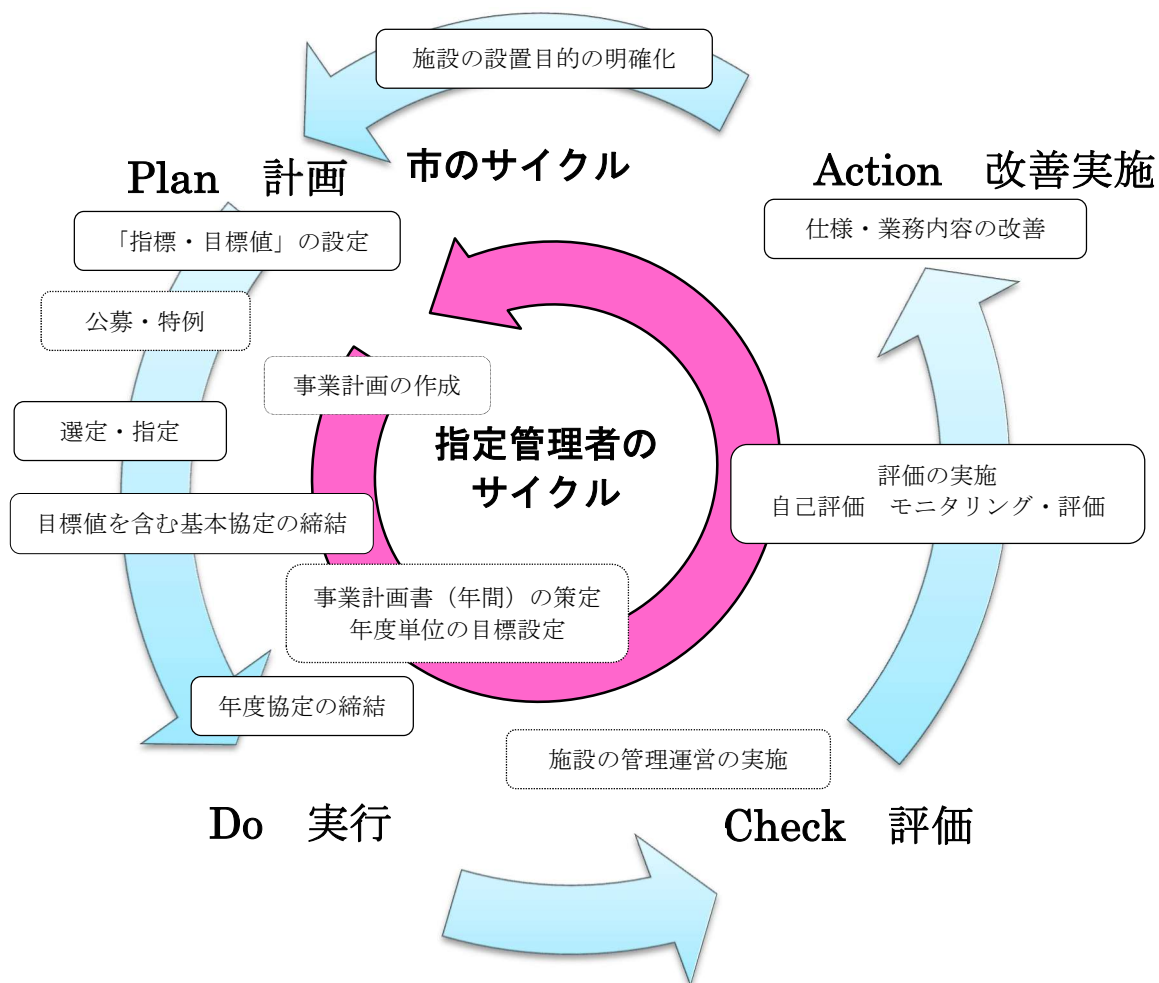 施設の設置目的の明確化
市のサイクル
Plan 計画
Action 改善実施
「指標・目標値」の設定
仕様・業務内容の改善
公募・特例
事業計画の作成
選定・指定
指定管理者の
サイクル
評価の実施
自己評価 モニタリング・評価
目標値を含む基本協定の締結
事業計画書（年間）の策定
年度単位の目標設定
年度協定の締結
施設の管理運営の実施
Do 実行
Check 評価